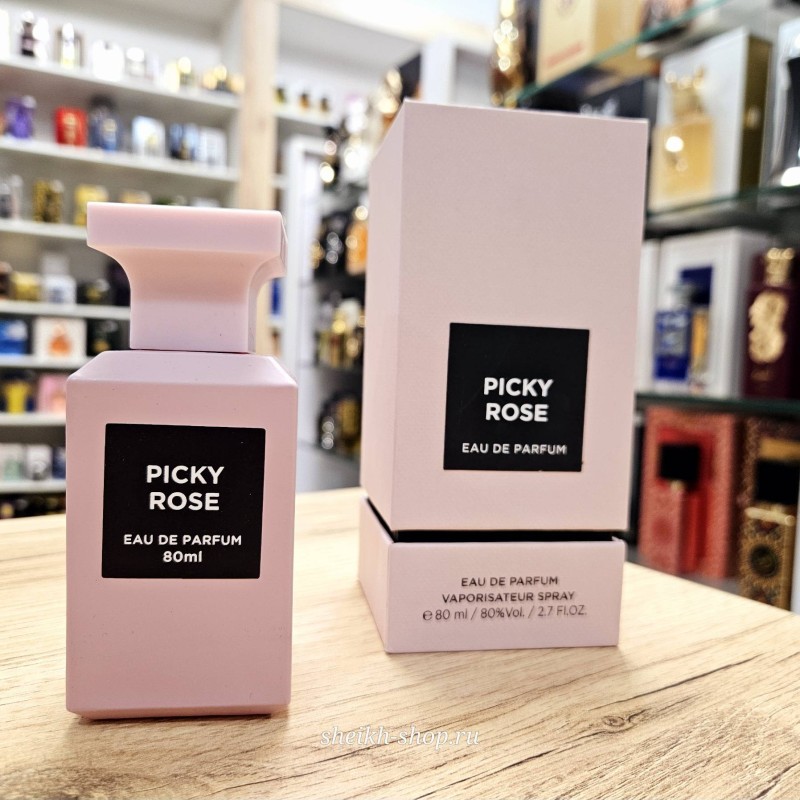 PICKY
ROSE
EAU DE PARFUM
80ml
PICKY
ROSE
EAU DE PARFUM
EAU DE PARFUM
VAPORISATEUR SPRAY
℮ 80 ml / 80%Vol. / 2.7 Fl.OZ.
sheikh-shop.ru